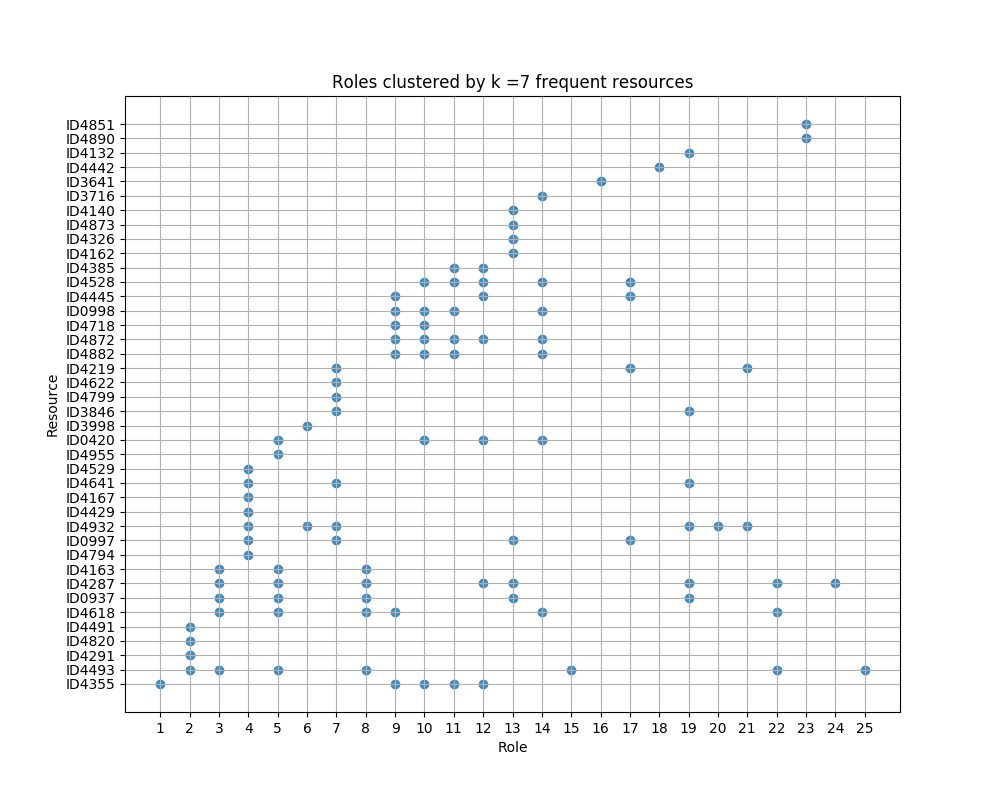 Roles clustered by k =7 frequent resources
Resource
ID4851
ID4890
ID4132
ID4442
ID3641
ID3716
ID4140
ID4873
ID4326
ID4162
ID4385
ID4528
ID4445
ID0998
ID4718
ID4872
ID4882
ID4219
ID4622
ID4799
ID3846
ID3998
ID0420
ID4955
ID4529
ID4641
ID4167
ID4429
ID4932
ID0997
ID4794
ID4163
ID4287
ID0937
ID4618
ID4491
ID4820
ID4291
ID4493
ID4355
1 2 3 4 5 6 7 8 9 10 11 12 13 14 15 16 17 18 19 20 21 22 23 24 25
Role